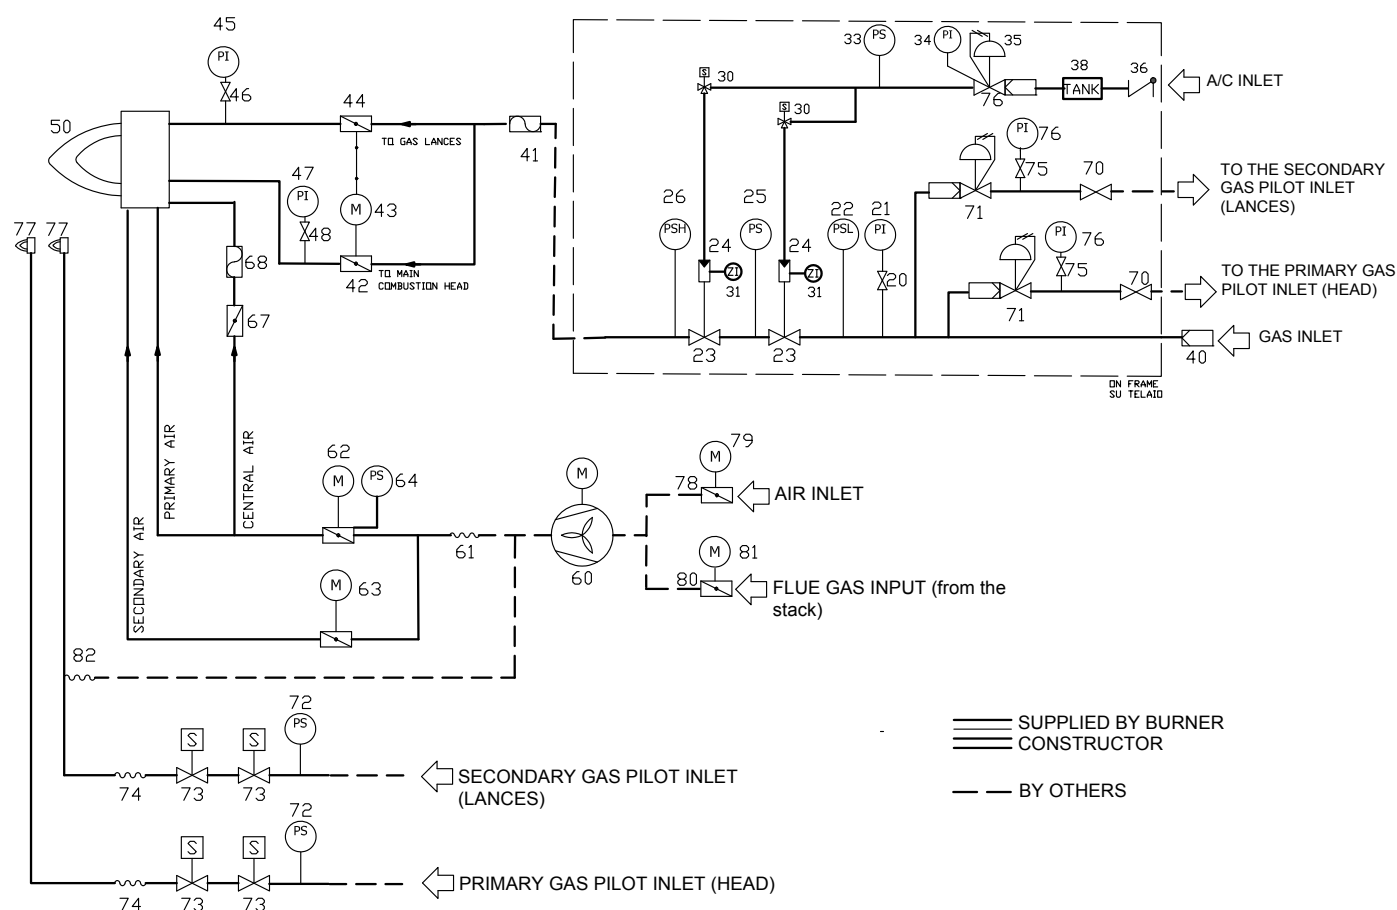 45
PI
46
44
33
PS
34
PI
35
38
36
TANK
76
A/C INLET
S
30
S
30
50
TO GAS LANCES
41
PI
76
75
70
TO THE SECONDARY
GAS PILOT INLET
(LANCES)
71
47
PI
48
M
43
26
PSH
25
PS
22
PSL
21
PI
20
24
ZI
31
24
ZI
31
77
77
68
TO MAIN
COMBUSTION HEAD
42
PI
76
75
70
TO THE PRIMARY GAS
PILOT INLET (HEAD)
71
67
23
23
40
GAS INLET
ON FRAME
SU TELAIO
PRIMARY AIR
CENTRAL AIR
SECONDARY AIR
62
M
PS
64
M
79
M
78
AIR INLET
61
60
M
81
80
FLUE GAS INPUT (from the
stack)
M
63
82
72
PS
S
S
74
73
73
SECONDARY GAS PILOT INLET
(LANCES)
SUPPLIED BY BURNER
CONSTRUCTOR
BY OTHERS
72
PS
S
S
74
73
73
PRIMARY GAS PILOT INLET (HEAD)